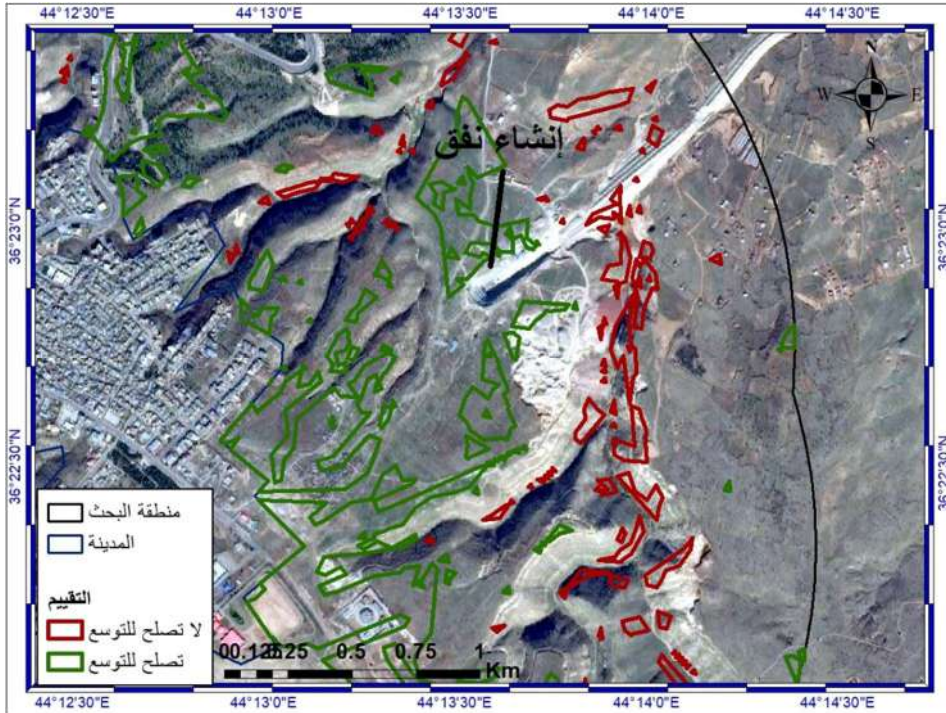 44°12'30"E 44°13'0"E 44°13'30"E 44°14'0"E 44°14'30"E
N
W E
S
إنشاء نفق
36°23'0"N 36°23'0"N
36°22'30"N 36°22'30"N
منطقة البحث
المدينة
التقييم
لا تصلح للتوسع
تصلح للتوسع
0.5 0.75 1
Km
44°12'30"E 44°13'0"E 44°13'30"E 44°14'0"E 44°14'30"E